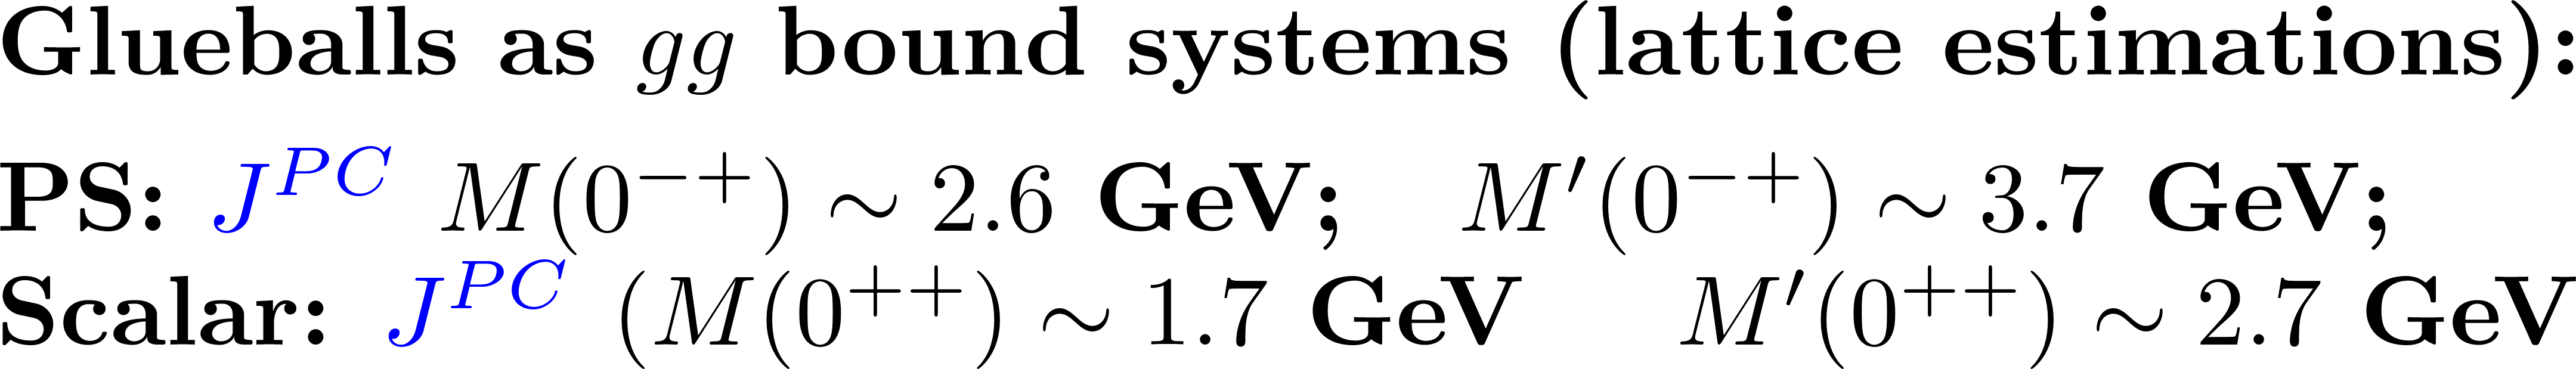 Glueballs as gg bound systems (lattice estimations):
PS: J^{PC} M(0^{-+}) ∼ 2.6 GeV; M′(0^{-+}) ∼ 3.7 GeV;
Scalar: J^{PC} (M(0^{++}) ∼ 1.7 GeV M′(0^{++}) ∼ 2.7 GeV